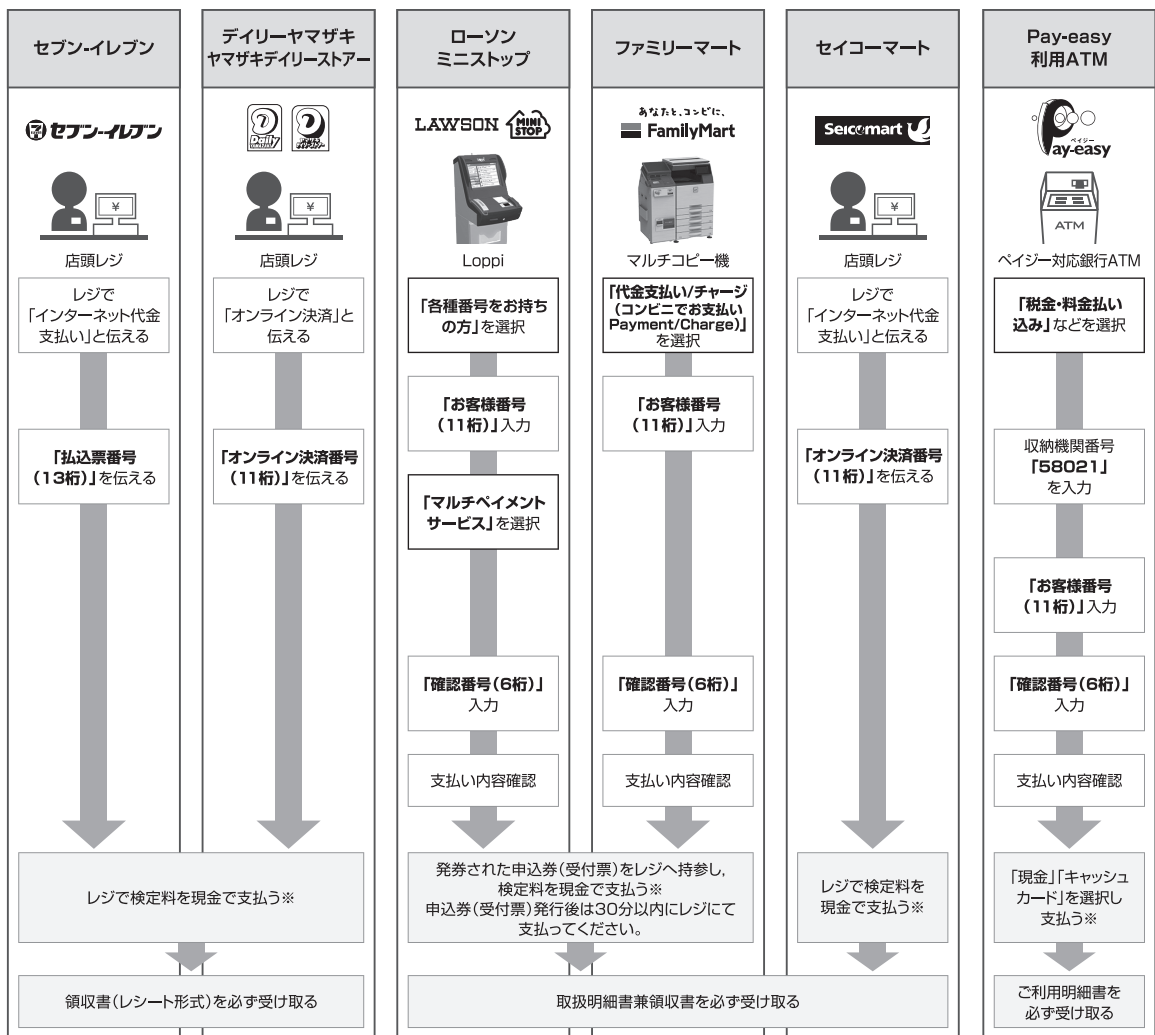 セブン-イレブン
セブン-イレブン
店頭レジ
レジで
「インターネット代金
支払い」と伝える
「払込票番号
(13桁)」を伝える
デイリーヤマザキ
ヤマザキデイリーストアー
Daily
店頭レジ
レジで
「オンライン決済」と
伝える
「オンライン決済番号
(11桁)」を伝える
レジで検定料を現金で支払う※
領収書(レシート形式)を必ず受け取る
ローソン
ミニストップ
LAWSON
MINI
STOP
Loppi
「各種番号をお持ち
の方」を選択
「お客様番号
(11桁)」入力
「マルチペイメント
サービス」を選択
「確認番号(6桁)」
入力
支払い内容確認
ファミリーマート
あなたと、コンビに、
FamilyMart
マルチコピー機
「代金支払い/チャージ
(コンビニでお支払い
Payment/Charge)」
を選択
「お客様番号
(11桁)」入力
「確認番号(6桁)」
入力
支払い内容確認
発券された申込券(受付票)をレジへ持参し,
検定料を現金で支払う※
申込券(受付票)発行後は30分以内にレジにて
支払ってください。
セイコーマート
Seicomart
店頭レジ
レジで
「インターネット代金
支払い」と伝える
「オンライン決済番号
(11桁)」を伝える
レジで検定料を
現金で支払う※
取扱明細書兼領収書を必ず受け取る
Pay-easy
利用ATM
ペイジー
Pay-easy
ATM
ペイジー対応銀行ATM
「税金・料金払い
込み」などを選択
収納機関番号
「58021」
を入力
「お客様番号
(11桁)」入力
「確認番号(6桁)」
入力
支払い内容確認
「現金」「キャッシュ
カード」を選択し
支払う※
ご利用明細書を
必ず受け取る